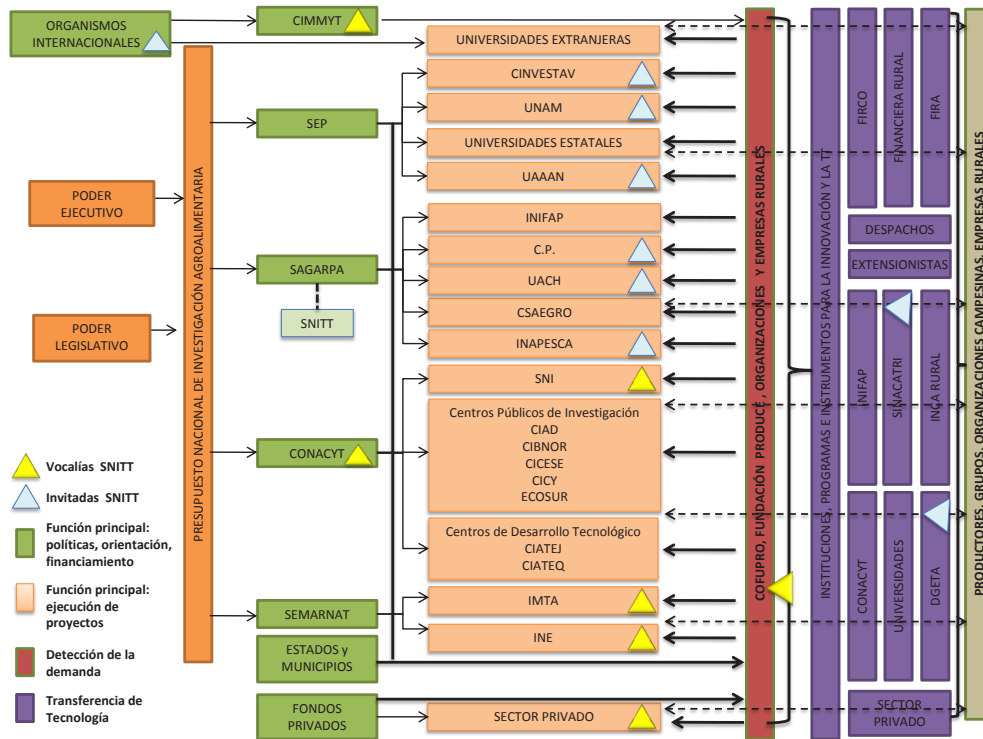 ORGANISMOS
INTERNACIONALES
PODER
EJECUTIVO
PODER
LEGISLATIVO
Vocalías SNITT
Invitadas SNITT
Función principal:
políticas, orientación,
financiamiento
Función principal:
ejecución de
proyectos
Detección de la
demanda
Transferencia de
Tecnología
PRESUPUESTO NACIONAL DE INVESTIGACIÓN AGROALIMENTARIA
CIMMYT
SEP
SAGARPA
SNITT
CONACYT
SEMARNAT
ESTADOS y
MUNICIPIOS
FONDOS
PRIVADOS
UNIVERSIDADES EXTRANJERAS
CINVESTAV
UNAM
UNIVERSIDADES ESTATALES
UAAAN
INIFAP
C.P.
UACH
CSAEGRO
INAPESCA
SNI
Centros Públicos de Investigación
CIAD
CIBNOR
CICESE
CICY
ECOSUR
Centros de Desarrollo Tecnológico
CIATEJ
CIATEQ
IMTA
INE
SECTOR PRIVADO
COFUPRO, FUNDACIÓN PRODUCE , ORGANIZACIONES Y EMPRESAS RURALES
INSTITUCIONES, PROGRAMAS E INSTRUMENTOS PARA LA INNOVACIÓN Y LA TT
FIRCO
FINANCIERA RURAL
FIRA
DESPACHOS
EXTENSIONISTAS
INIFAP
SINACATRI
INCA RURAL
CONACYT
UNIVERSIDADES
DGETA
SECTOR
PRIVADO
PRODUCTORES, GRUPOS, ORGANIZACIONES CAMPESINAS, EMPRESAS RURALES